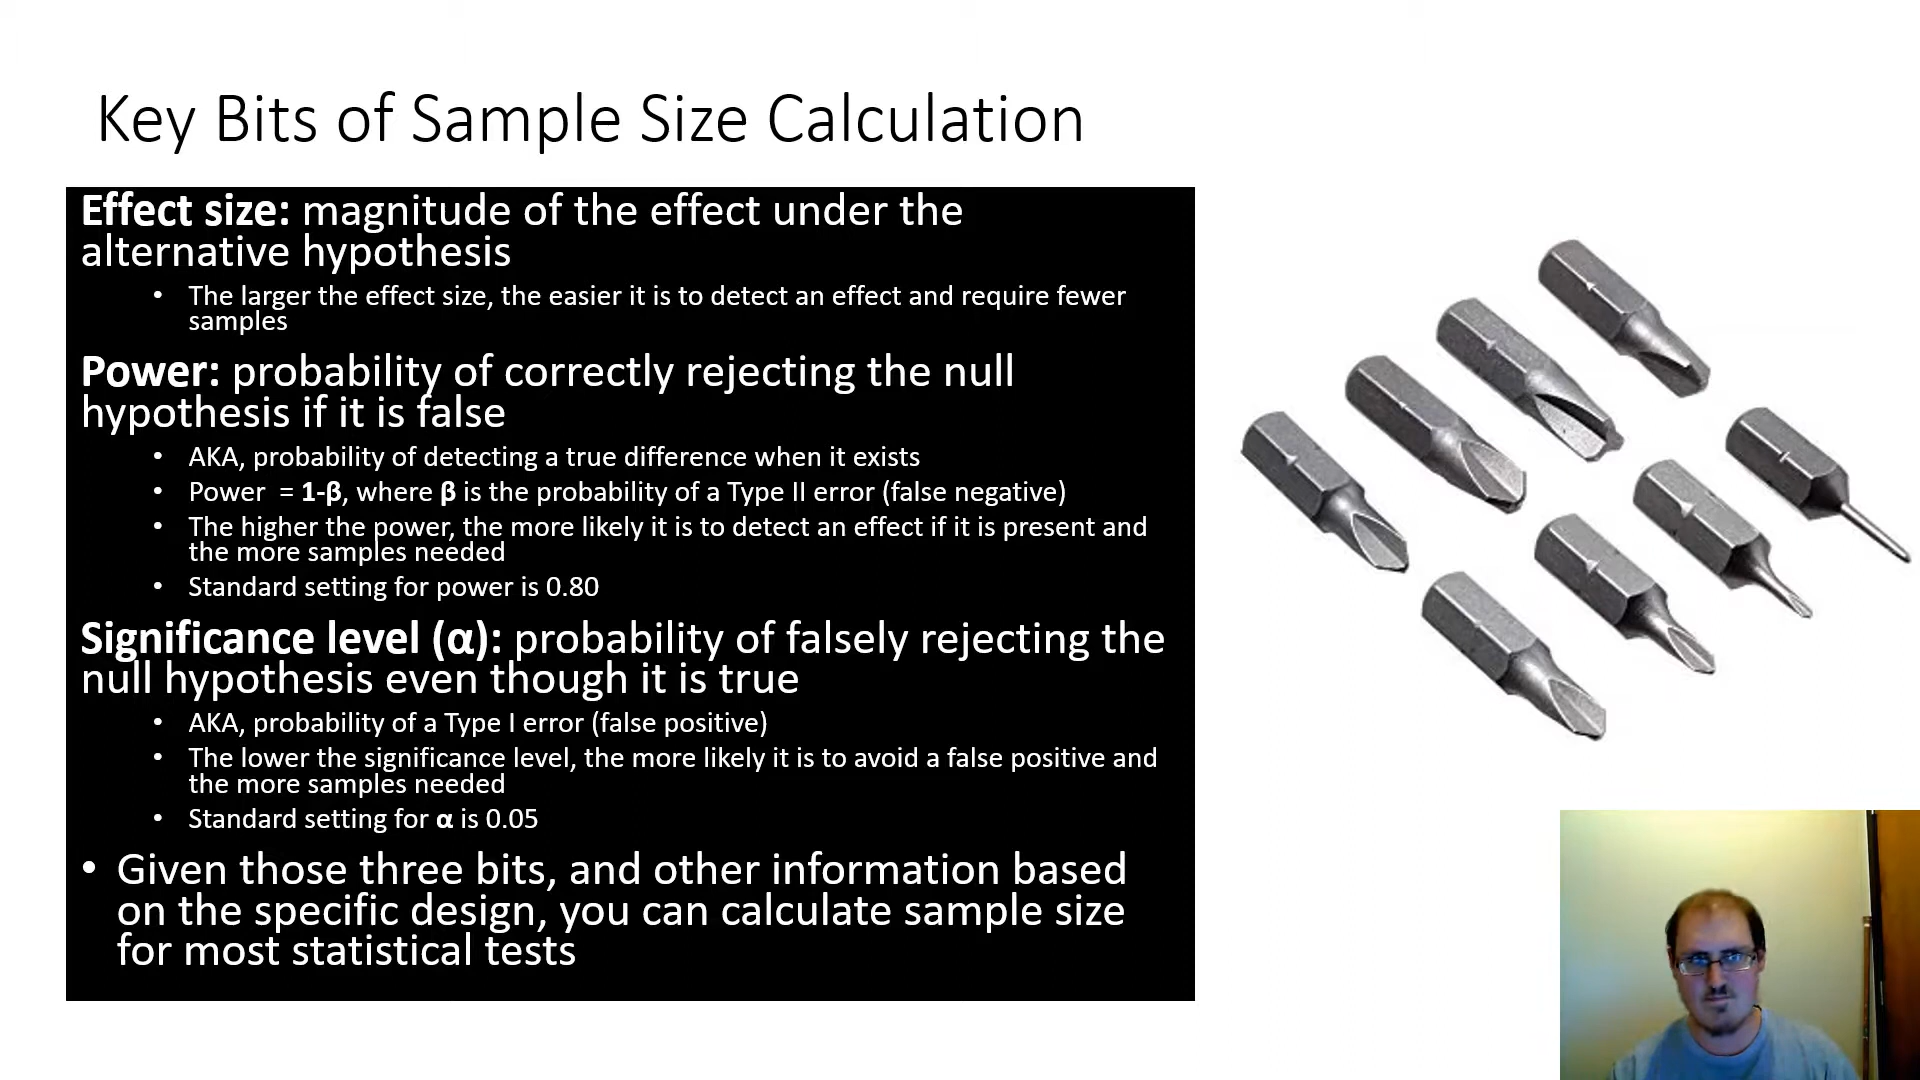 Key Bits of Sample Size Calculation
Effect size: magnitude of the effect under the
alternative hypothesis
• The larger the effect size, the easier it is to detect an effect and require fewer
samples
Power: probability of correctly rejecting the null
hypothesis if it is false
• AKA, probability of detecting a true difference when it exists
• Power = 1-β, where β is the probability of a Type II error (false negative)
• The higher the power, the more likely it is to detect an effect if it is present and
the more samples needed
• Standard setting for power is 0.80
Significance level (α): probability of falsely rejecting the
null hypothesis even though it is true
• AKA, probability of a Type I error (false positive)
• The lower the significance level, the more likely it is to avoid a false positive and
the more samples needed
• Standard setting for α is 0.05
• Given those three bits, and other information based
on the specific design, you can calculate sample size
for most statistical tests